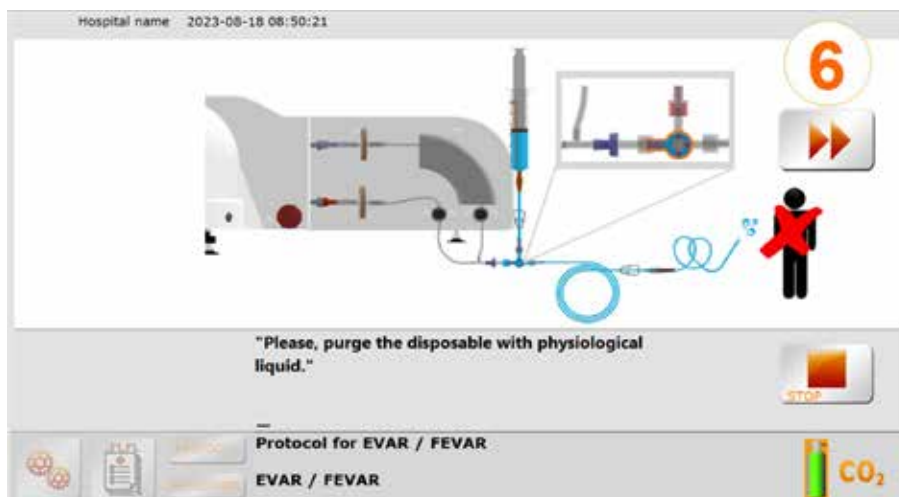 Hospital name 2023-08-18 08:50:21
6
"Please, purge the disposable with physiological
liquid."
STOP
Protocol for EVAR / FEVAR
EVAR / FEVAR
CO₂